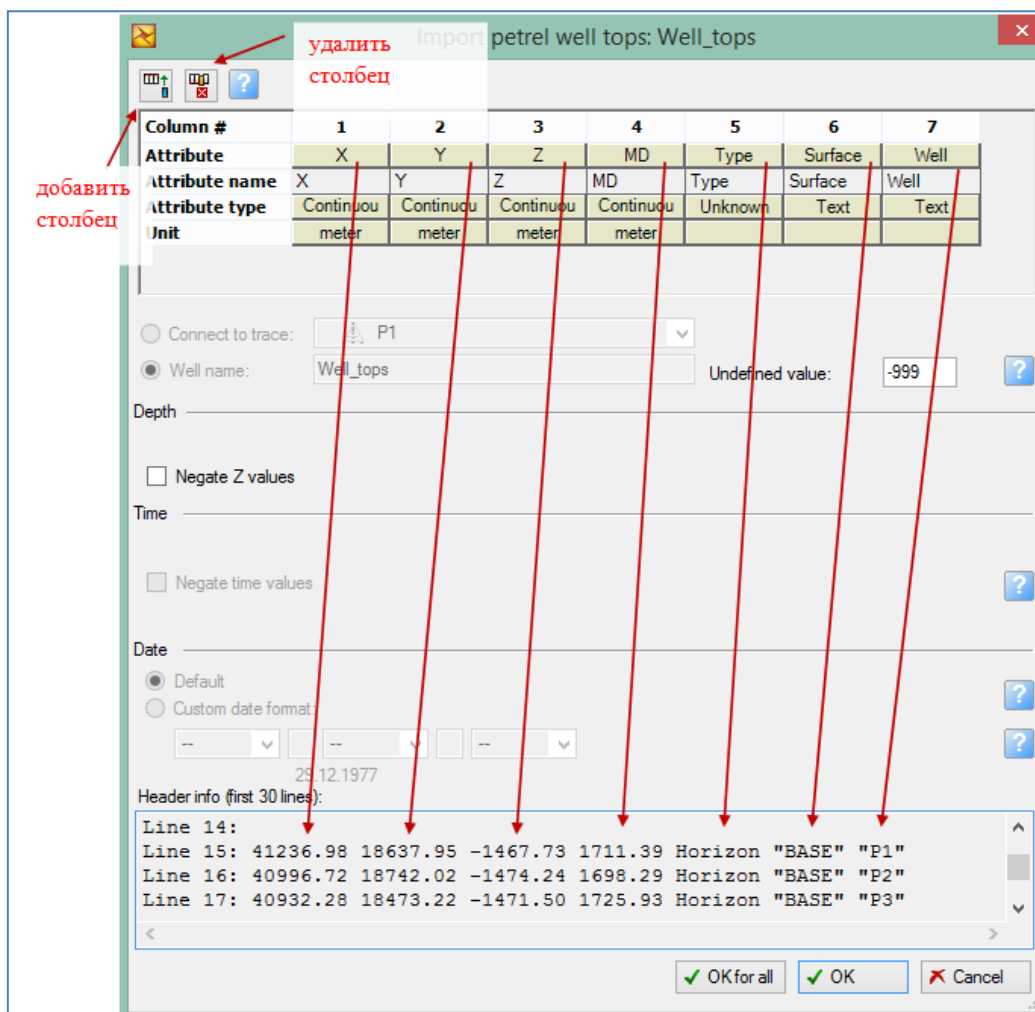 Import petrel well tops: Well_tops
удалить
столбец
добавить
столбец
Column # 1 2 3 4 5 6 7
Attribute X Y Z MD Type Surface Well
Attribute name X Y Z MD Type Surface Well
Attribute type Continuou Continuou Continuou Continuou Unknown Text Text
Unit meter meter meter meter
Connect to trace: P1
Well name: Well_tops Undefined value: -999
Depth
Negate Z values
Time
Negate time values
Date
Default
Custom date format:
-- -- --
29.12.1977
Header info (first 30 lines):
Line 14:
Line 15: 41236.98 18637.95 -1467.73 1711.39 Horizon "BASE" "P1"
Line 16: 40996.72 18742.02 -1474.24 1698.29 Horizon "BASE" "P2"
Line 17: 40932.28 18473.22 -1471.50 1725.93 Horizon "BASE" "P3"
OK for all OK Cancel